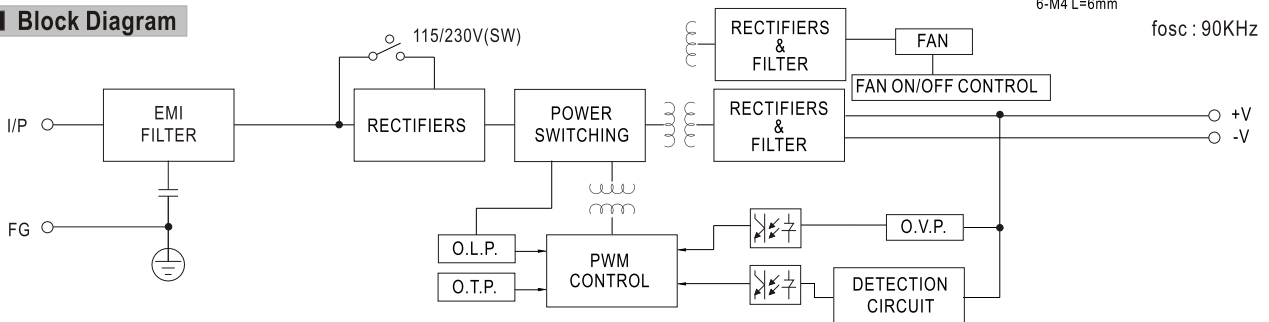 6-M4 L=6mm
Block Diagram
fosc : 90KHz
115/230V(SW)
RECTIFIERS
&
FILTER
FAN
FAN ON/OFF CONTROL
I/P
EMI
FILTER
RECTIFIERS
POWER
SWITCHING
RECTIFIERS
&
FILTER
+V
-V
FG
O.L.P.
O.T.P.
PWM
CONTROL
O.V.P.
DETECTION
CIRCUIT